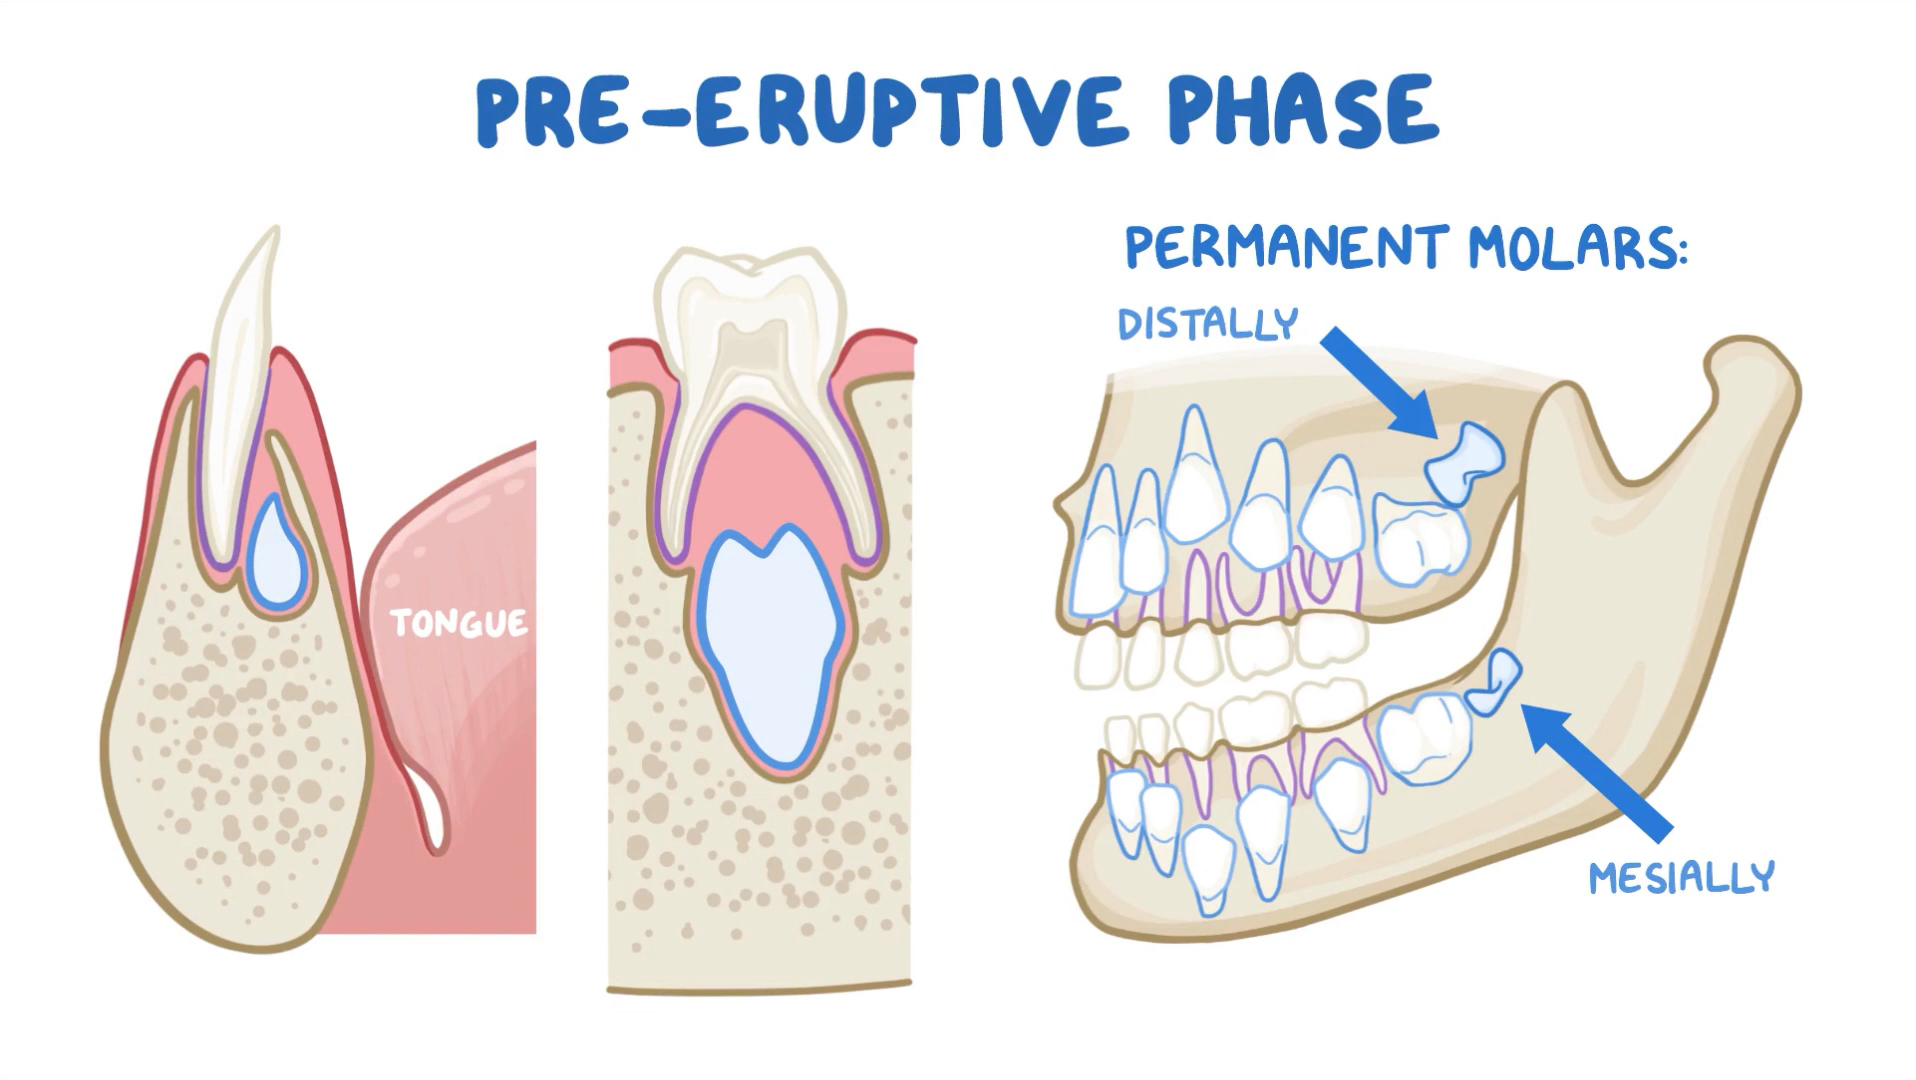 PRE-ERUPTIVE PHASE
PERMANENT MOLARS:
DISTALLY
TONGUE
MESIALLY